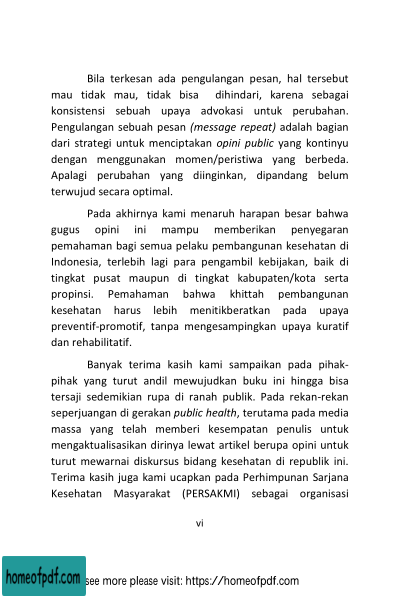 Bila terkesan ada pengulangan pesan, hal tersebut
mau tidak mau, tidak bisa dihindari, karena sebagai
konsistensi sebuah upaya advokasi untuk perubahan.
Pengulangan sebuah pesan (message repeat) adalah bagian
dari strategi untuk menciptakan opini public yang kontinyu
dengan menggunakan momen/peristiwa yang berbeda.
Apalagi perubahan yang diinginkan, dipandang belum
terwujud secara optimal.
Pada akhirnya kami menaruh harapan besar bahwa
gugus opini ini mampu memberikan penyegaran
pemahaman bagi semua pelaku pembangunan kesehatan di
Indonesia, terlebih lagi para pengambil kebijakan, baik di
tingkat pusat maupun di tingkat kabupaten/kota serta
propinsi. Pemahaman bahwa khittah pembangunan
kesehatan harus lebih menitikberatkan pada upaya
preventif-promotif, tanpa mengesampingkan upaya kuratif
dan rehabilitatif.
Banyak terima kasih kami sampaikan pada pihak-
pihak yang turut andil mewujudkan buku ini hingga bisa
tersaji sedemikian rupa di ranah publik. Pada rekan-rekan
seperjuangan di gerakan public health, terutama pada media
massa yang telah memberi kesempatan penulis untuk
mengaktualisasikan dirinya lewat artikel berupa opini untuk
turut mewarnai diskursus bidang kesehatan di republik ini.
Terima kasih juga kami ucapkan pada Perhimpunan Sarjana
Kesehatan Masyarakat (PERSAKMI) sebagai organisasi
vi
homeofpdf.com
see more please visit: https://homeofpdf.com